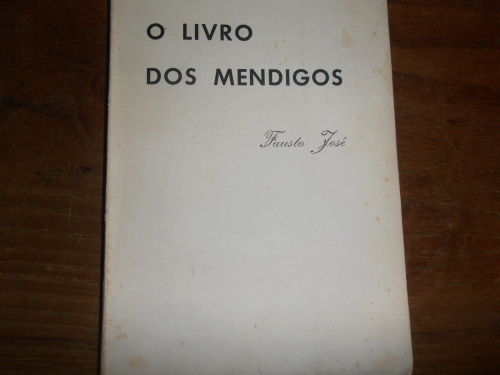 O LIVRO
DOS MENDIGOS
Fausto José